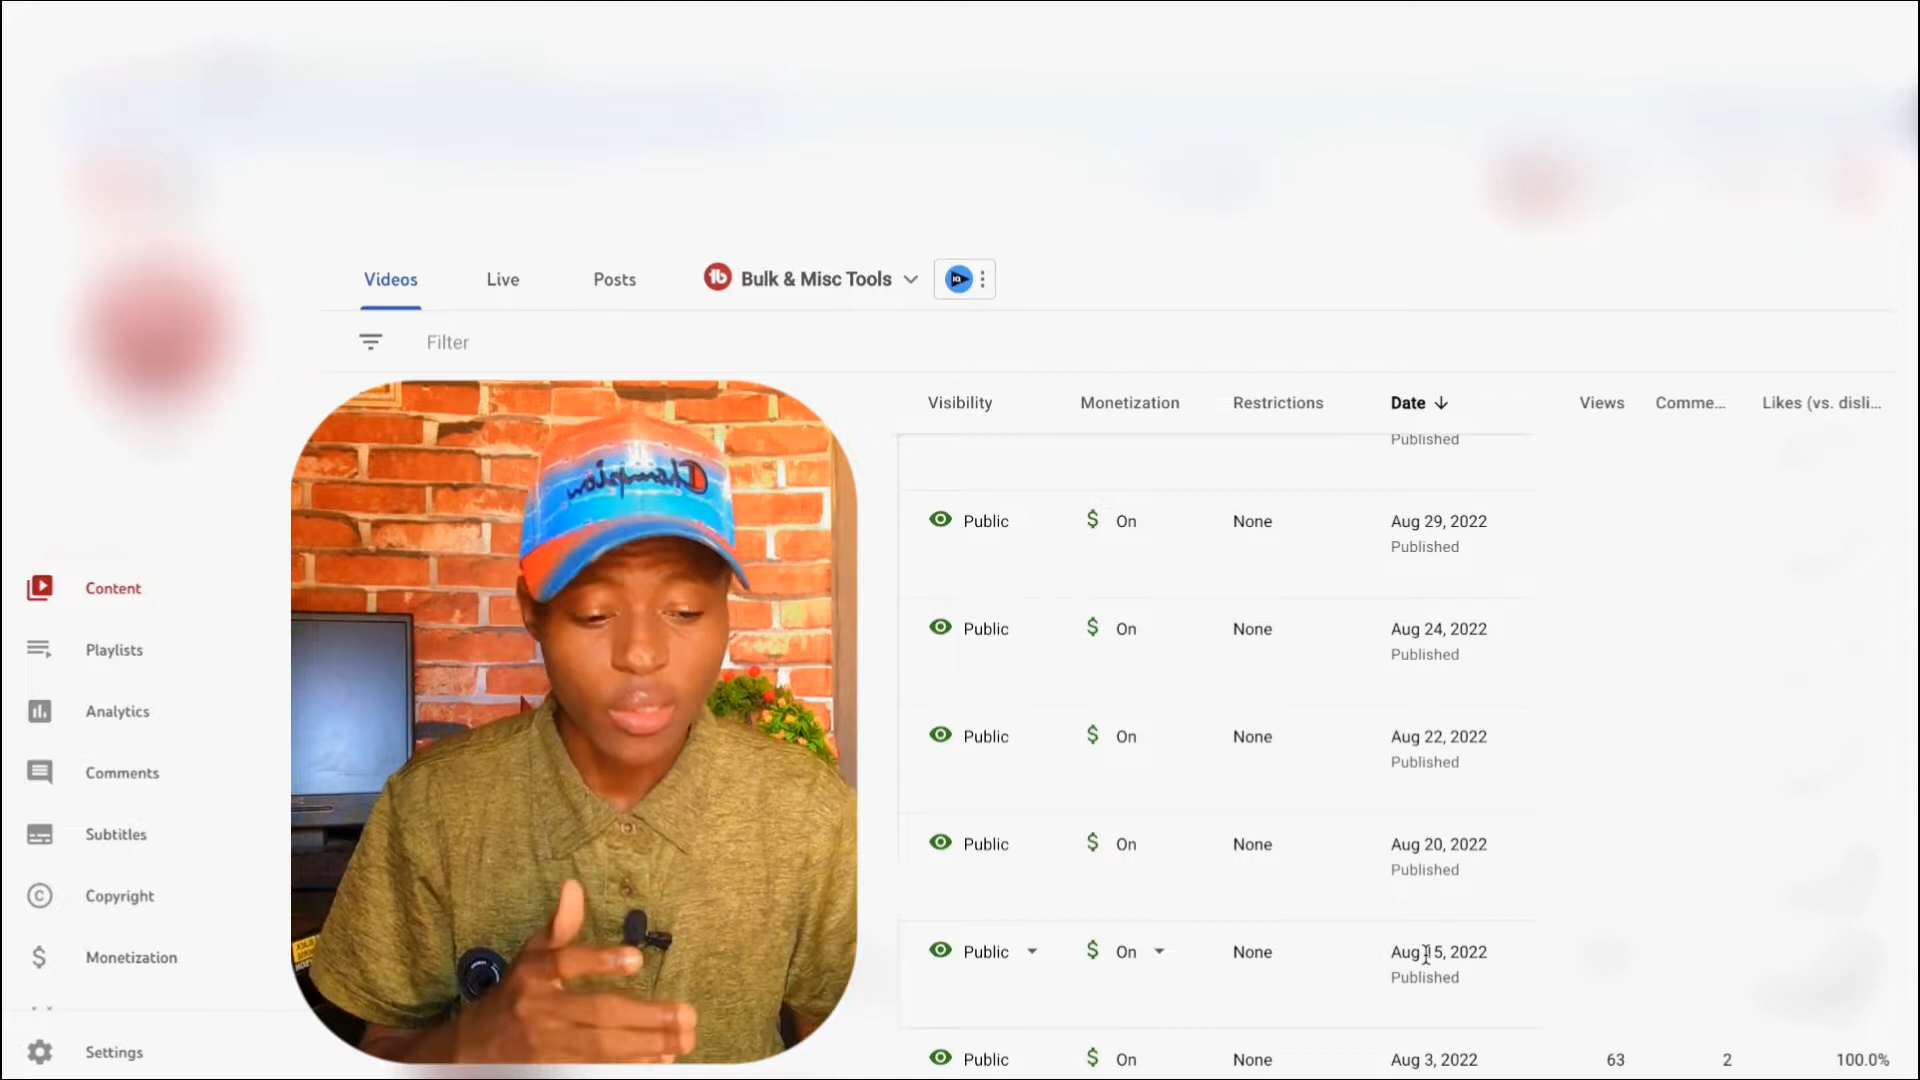 Videos
Live
Posts
Bulk & Misc Tools
Filter
Visibility
Monetization
Restrictions
Date
Views
Comme...
Likes (vs. disli...
Published
Public
On
None
Aug 29, 2022
Published
Public
On
None
Aug 24, 2022
Published
Public
On
None
Aug 22, 2022
Published
Public
On
None
Aug 20, 2022
Published
Public
On
None
Aug 15, 2022
Published
Public
On
None
Aug 3, 2022
63
2
100.0%
Content
Playlists
Analytics
Comments
Subtitles
Copyright
Monetization
Settings
Champion